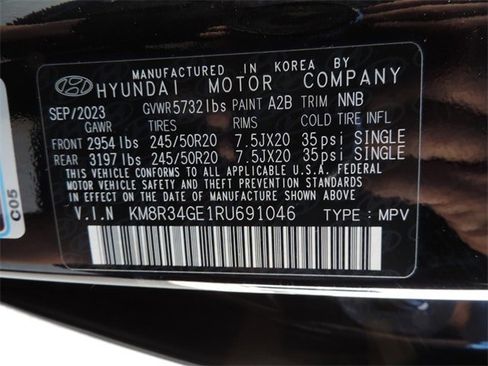 MANUFACTURED IN KOREA BY
HYUNDAI MOTOR COMPANY
SEP/2023 GVWR 5732lbs PAINT A2B TRIM NNB
GAWR TIRES RIMS COLD TIRE INFL
FRONT 2954lbs 245/50R20 7.5JX20 35psi SINGLE
REAR 3197lbs 245/50R20 7.5JX20 35psi SINGLE
THIS VEHICLE CONFORMS TO ALL APPLICABLE U.S.A. FEDERAL
MOTOR VEHICLE SAFETY AND THEFT PREVENTION STANDARDS
IN EFFECT ON THE DATE OF MANUFACTURE SHOWN ABOVE.
V.I.N KM8R34GE1RU691046 TYPE : MPV
C05